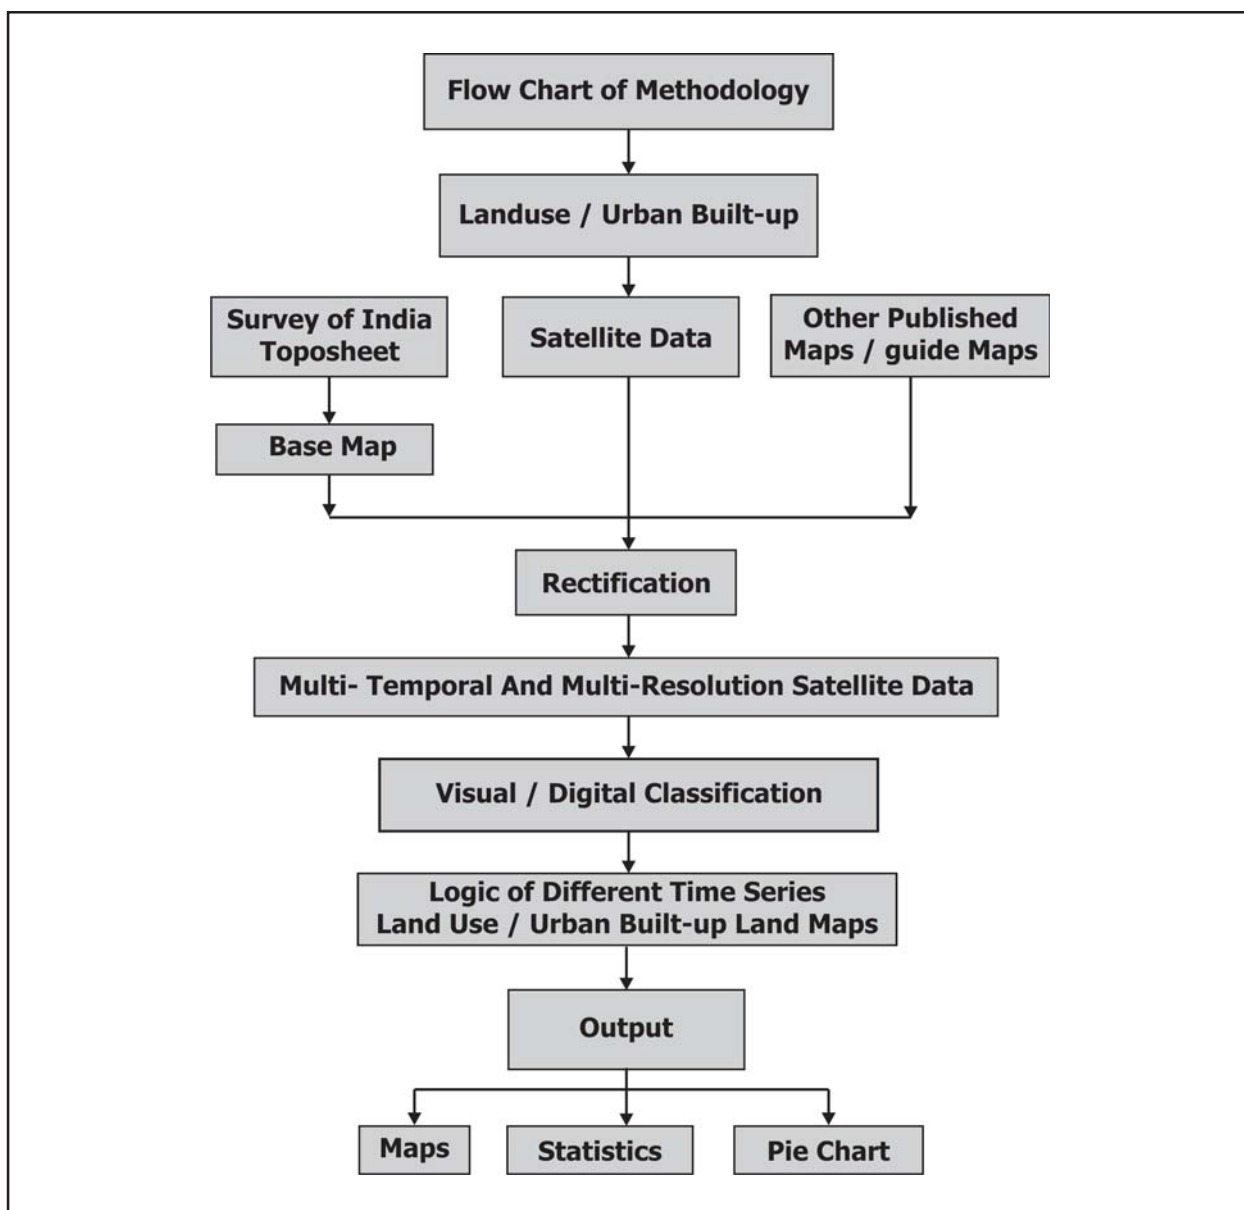 Flow Chart of Methodology
Landuse / Urban Built-up
Survey of India
Toposheet
Satellite Data
Other Published
Maps / guide Maps
Base Map
Rectification
Multi- Temporal And Multi-Resolution Satellite Data
Visual / Digital Classification
Logic of Different Time Series
Land Use / Urban Built-up Land Maps
Output
Maps
Statistics
Pie Chart